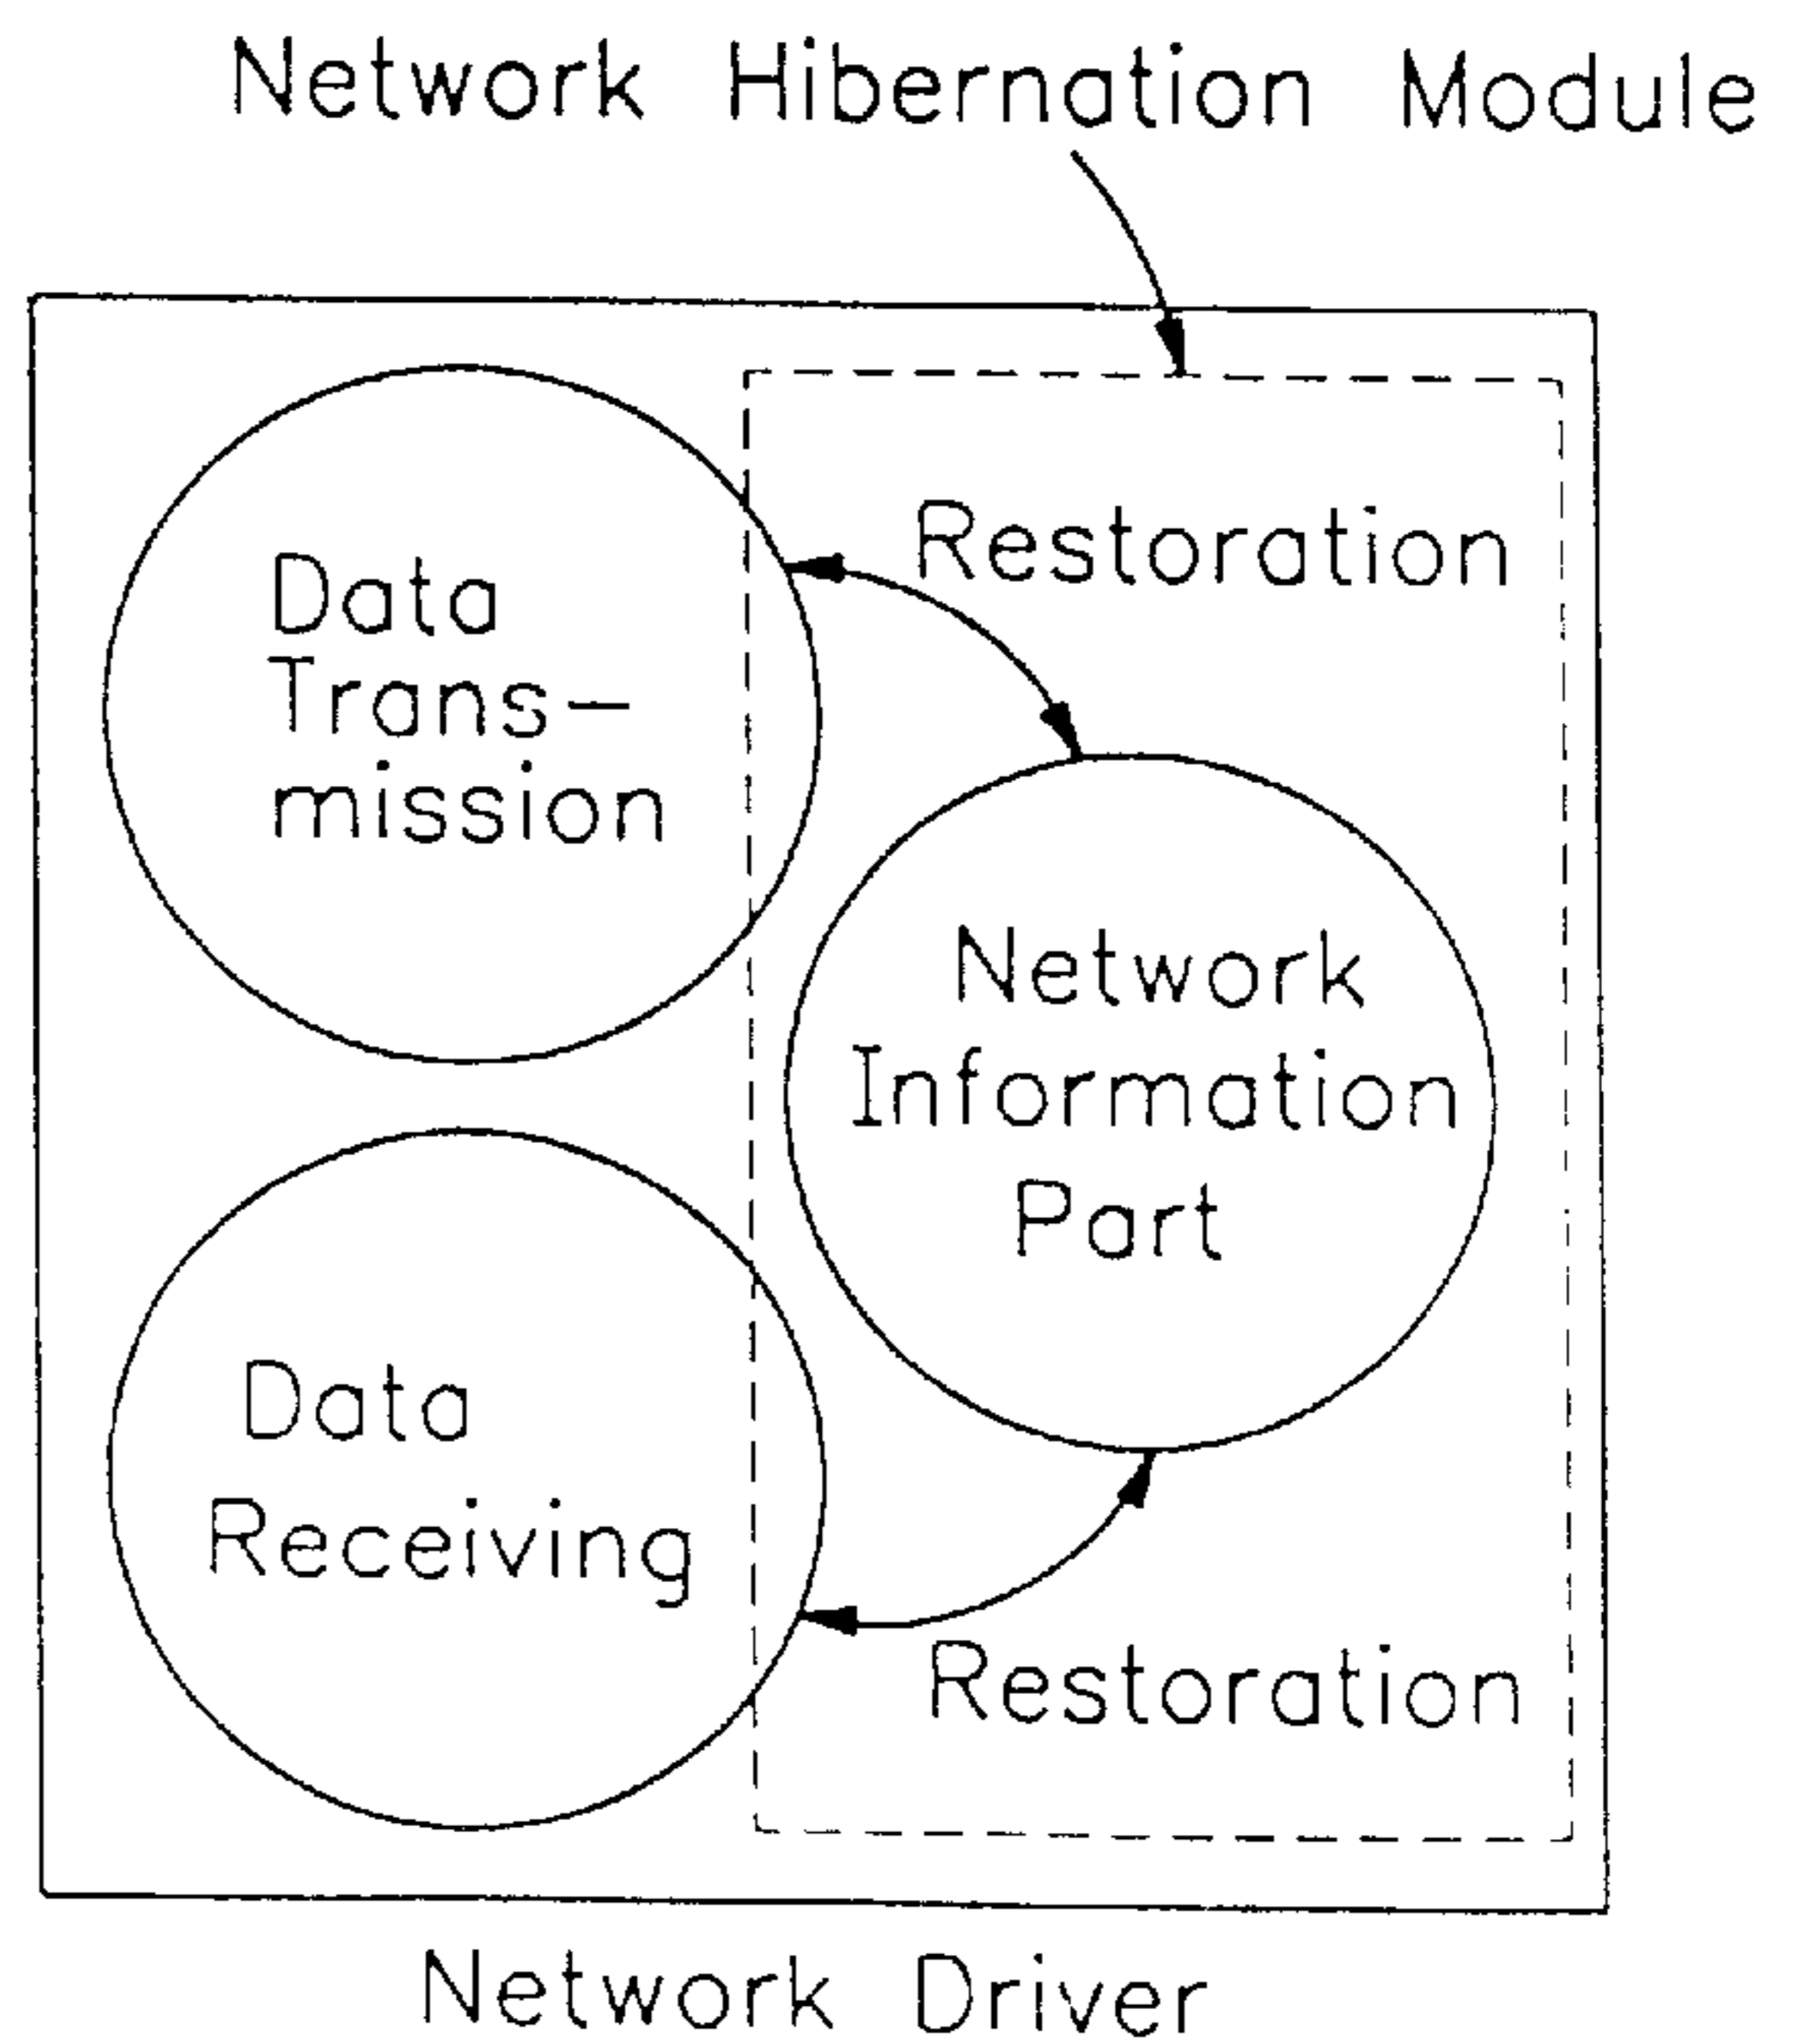 Network Hibernation Module
Restoration
Data
Trans-
mission
Network
Information
Part
Data
Receiving
Restoration
Network Driver